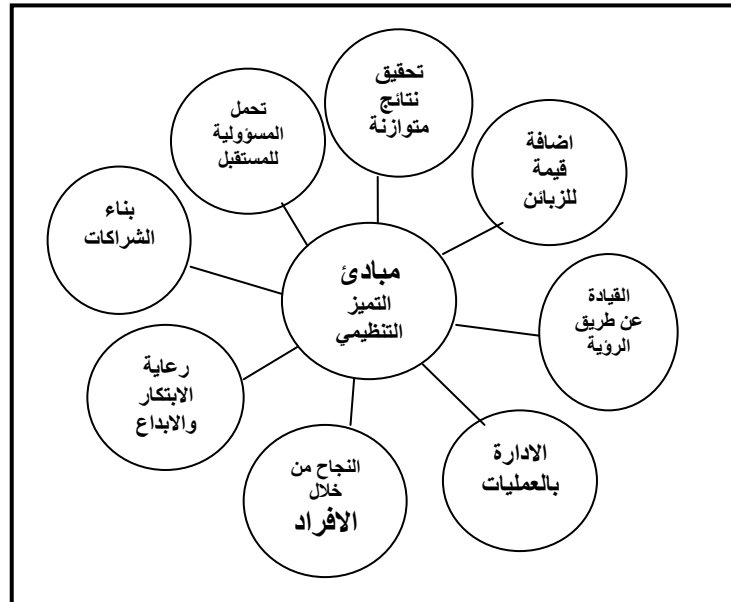 مبادئ
التميز
التنظيمي
تحقيق
نتائج
متوازنة
اضافة
قيمة
للزبائن
القيادة
عن طريق
الرؤية
الادارة
بالعمليات
النجاح من
خلال
الافراد
رعاية
الابتكار
والابداع
بناء
الشراكات
تحمل
المسؤولية
للمستقبل